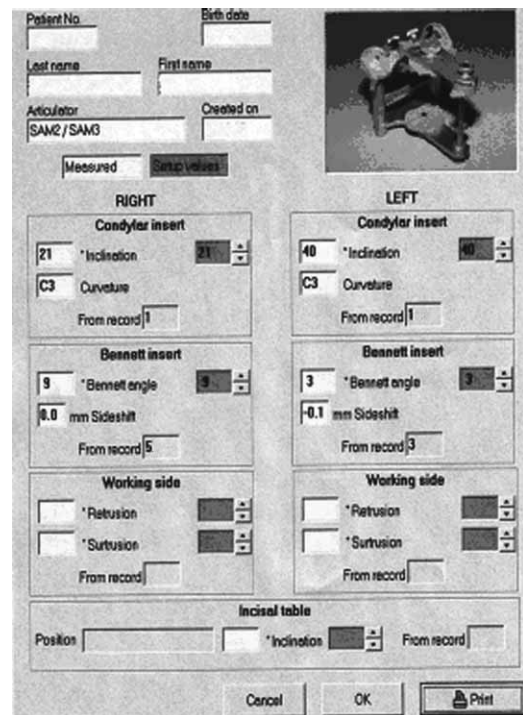 Patient No. Birth date
Last name First name
Articulator Created on
SAM2 / SAM3
Measured Setup values
RIGHT LEFT
Condylar insert Condylar insert
21 °Inclination 21 40 °Inclination 40
C3 Curvature C3 Curvature
From record 1 From record 1
Bennett insert Bennett insert
9 °Bennett angle 9 3 °Bennett angle 3
0.0 mm Sideshift -0.1 mm Sideshift
From record 5 From record 3
Working side Working side
°Retrusion °Retrusion
°Surtrusion °Surtrusion
From record From record
Incisal table
Position °Inclination From record
Cancel OK Print